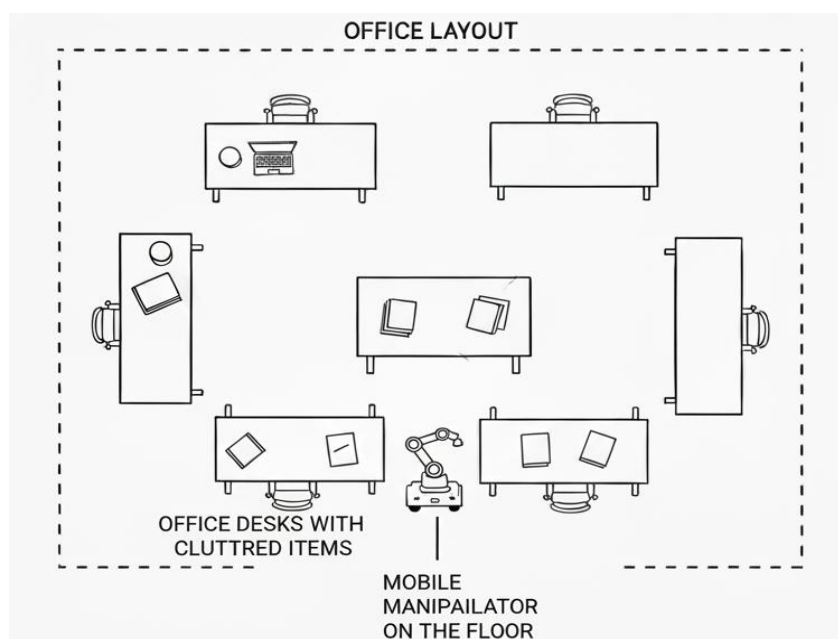 OFFICE LAYOUT
OFFICE DESKS WITH
CLUTTRED ITEMS
MOBILE
MANIPAILATOR
ON THE FLOOR